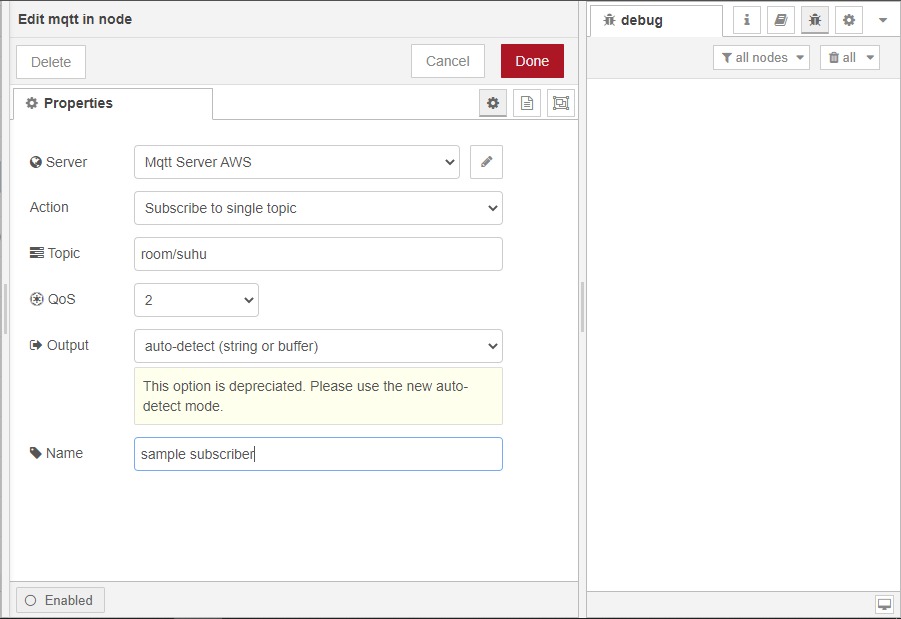 Edit mqtt in node
Delete
Cancel
Done
Properties
Server
Mqtt Server AWS
Action
Subscribe to single topic
Topic
room/suhu
QoS
2
Output
auto-detect (string or buffer)
This option is depreciated. Please use the new auto-
detect mode.
Name
sample subscriber
Enabled
debug
i
all nodes
all